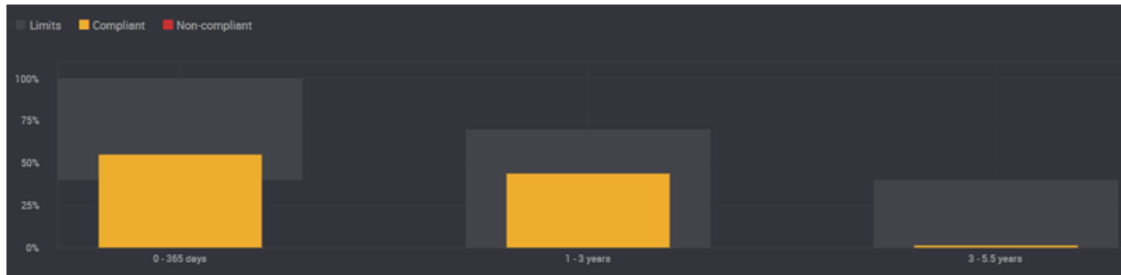 Limits Compliant Non-compliant
100%
75%
50%
25%
0%
0 - 365 days 1 - 3 years 3 - 5.5 years